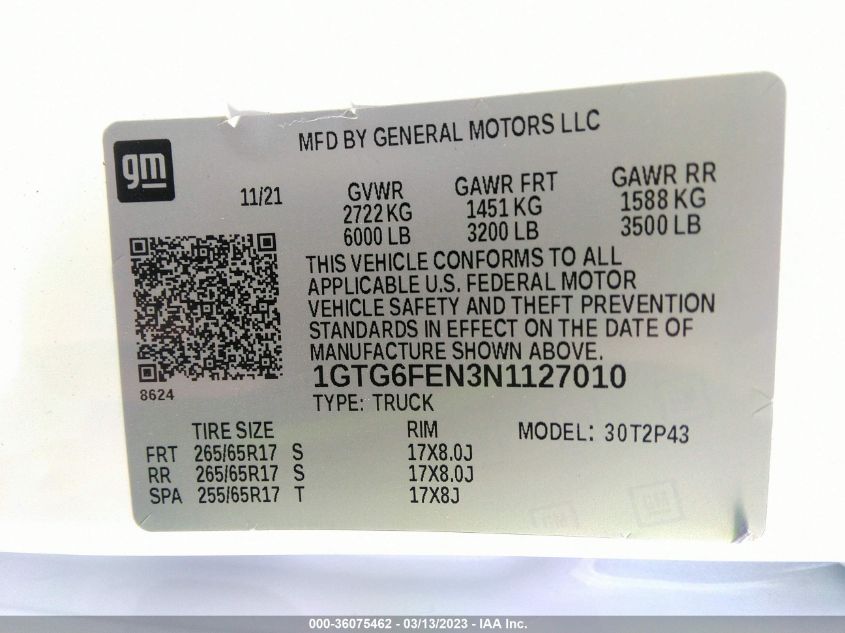 gm
MFD BY GENERAL MOTORS LLC
11/21
GVWR GAWR FRT GAWR RR
2722 KG 1451 KG 1588 KG
6000 LB 3200 LB 3500 LB
THIS VEHICLE CONFORMS TO ALL
APPLICABLE U.S. FEDERAL MOTOR
VEHICLE SAFETY AND THEFT PREVENTION
STANDARDS IN EFFECT ON THE DATE OF
MANUFACTURE SHOWN ABOVE.
8624
1GTG6FEN3N1127010
TYPE: TRUCK
TIRE SIZE RIM MODEL: 30T2P43
FRT 265/65R17 S 17X8.0J
RR 265/65R17 S 17X8.0J
SPA 255/65R17 T 17X8J
GM
000-36075462 - 03/13/2023 - IAA Inc.